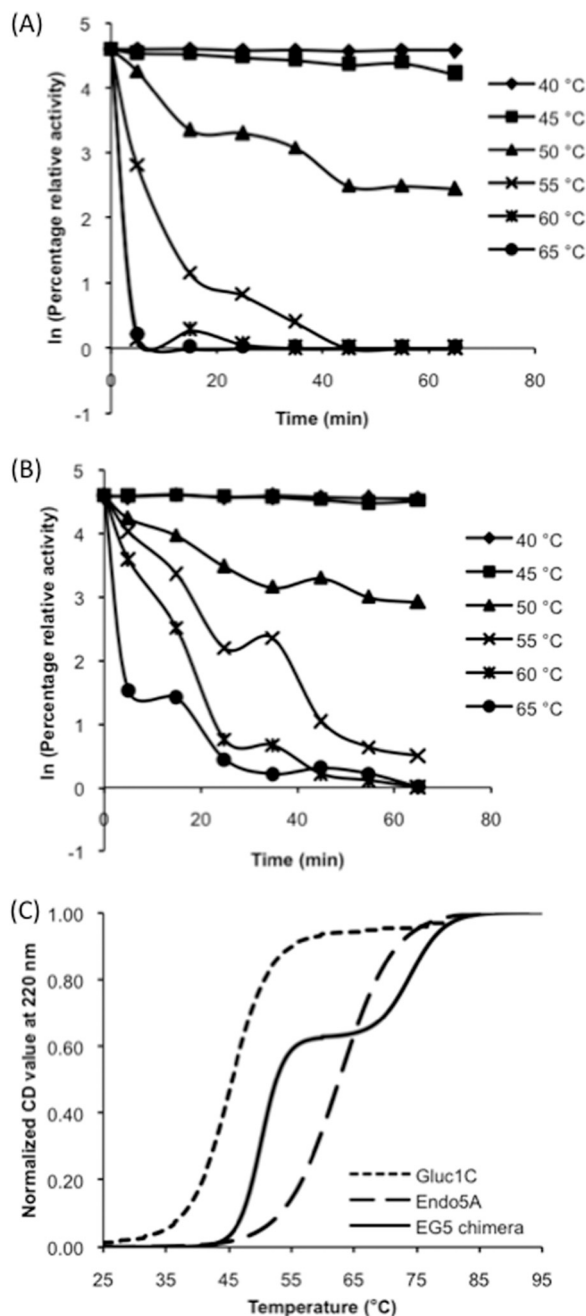 (A)
ln (Percentage relative activity)
5
4
3
2
1
0
-1
0
20
40
60
80
Time (min)
40 °C
45 °C
50 °C
55 °C
60 °C
65 °C
(B)
ln (Percentage relative activity)
5
4
3
2
1
0
-1
0
20
40
60
80
Time (min)
40 °C
45 °C
50 °C
55 °C
60 °C
65 °C
(C)
Normalized CD value at 220 nm
1.00
0.80
0.60
0.40
0.20
0.00
25
45
55
65
75
85
95
Temperature (°C)
Gluc1C
Endo5A
EG5 chimera